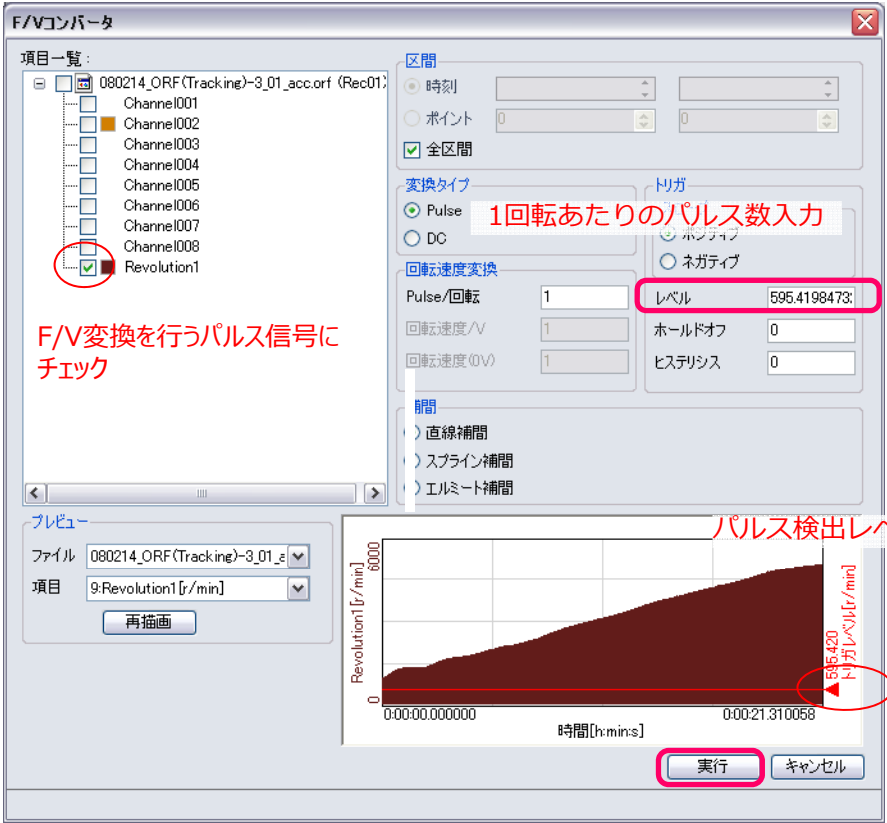 F/Vコンバータ
項目一覧:
080214_ORF(Tracking)-3_01_acc.orf (Rec01)
Channel001
Channel002
Channel003
Channel004
Channel005
Channel006
Channel007
Channel008
Revolution1
F/V変換を行うパルス信号に
チェック
区間
時刻
ポイント 0 0
全区間
変換タイプ
Pulse
DC
1回転あたりのパルス数入力
トリガ
ポジティブ
ネガティブ
回転速度変換
Pulse/回転 1
回転速度/V 1
回転速度(0V) 1
レベル 595.4198473
ホールドオフ 0
ヒステリシス 0
補間
直線補間
スプライン補間
エルミート補間
プレビュー
ファイル 080214_ORF(Tracking)-3_01_a
項目 9:Revolution1[r/min]
再描画
パルス検出レベ
Revolution1[r/min]
6000
0
595.420
トリガレベル[r/min]
0:00:00.000000
0:00:21.310058
時間[h:min:s]
実行
キャンセル